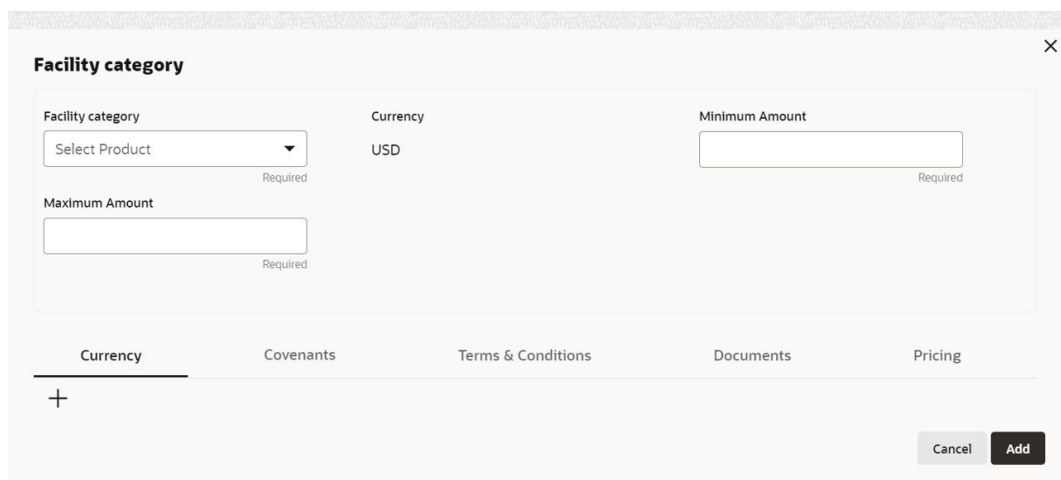 Facility category
Facility category Currency Minimum Amount
Select Product USD
Required Required
Maximum Amount
Required
Currency Covenants Terms & Conditions Documents Pricing
Cancel Add